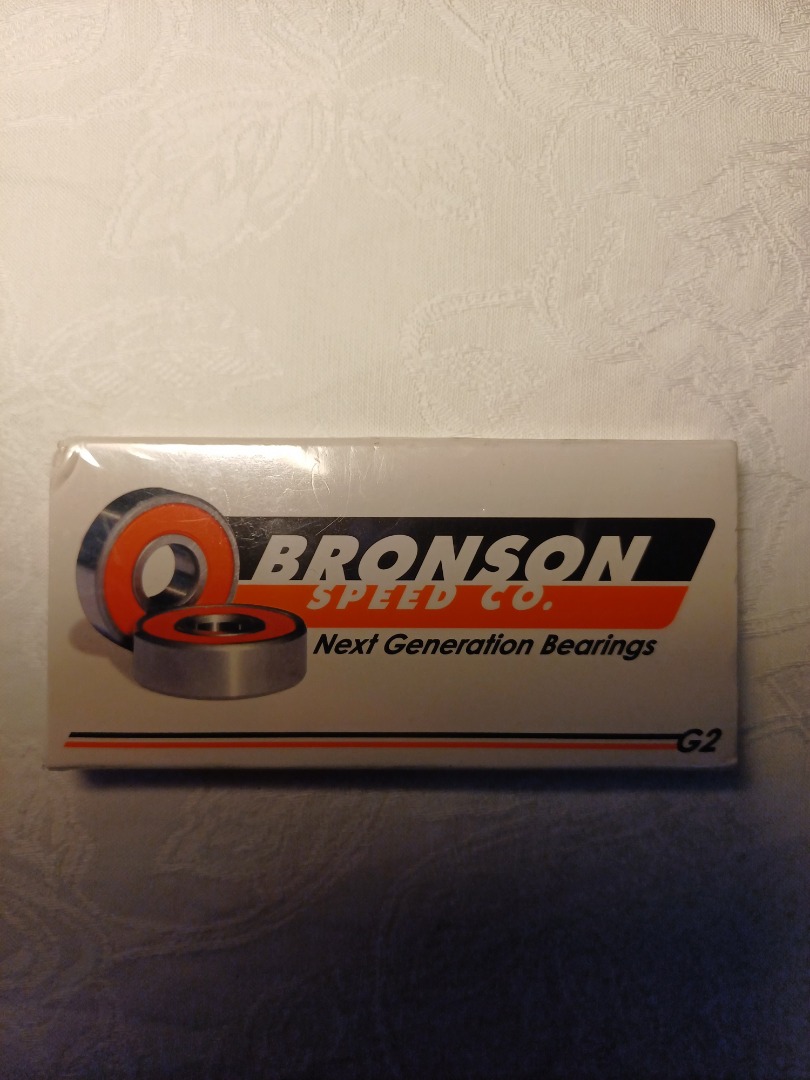 BRONSON
SPEED CO.
Next Generation Bearings
G2